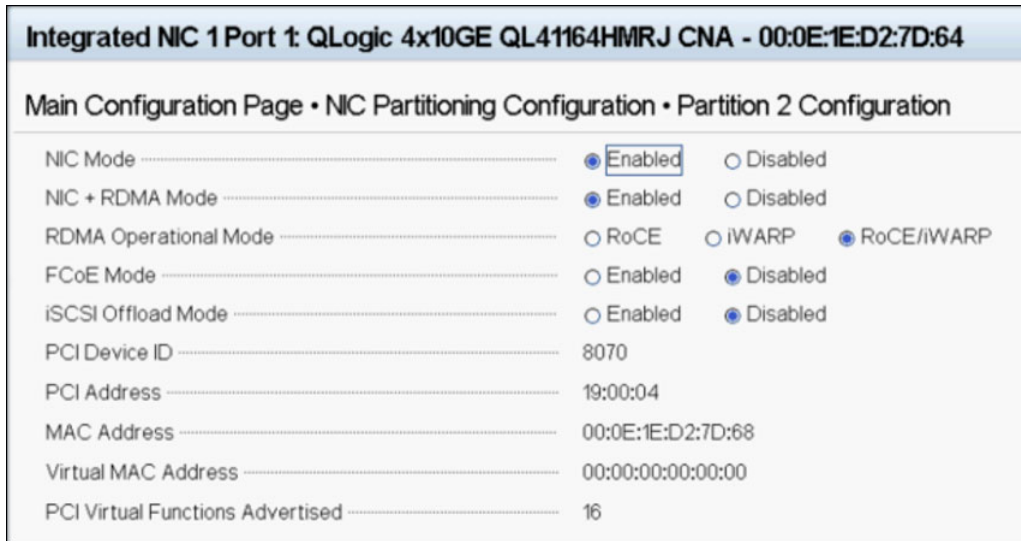 Integrated NIC 1 Port 1: QLogic 4x10GE QL41164HMRJ CNA - 00:0E:1E:D2:7D:64
Main Configuration Page • NIC Partitioning Configuration • Partition 2 Configuration
NIC Mode Enabled Disabled
NIC + RDMA Mode Enabled Disabled
RDMA Operational Mode RoCE iWARP RoCE/iWARP
FCoE Mode Enabled Disabled
iSCSI Offload Mode Enabled Disabled
PCI Device ID 8070
PCI Address 19:00:04
MAC Address 00:0E:1E:D2:7D:68
Virtual MAC Address 00:00:00:00:00:00
PCI Virtual Functions Advertised 16